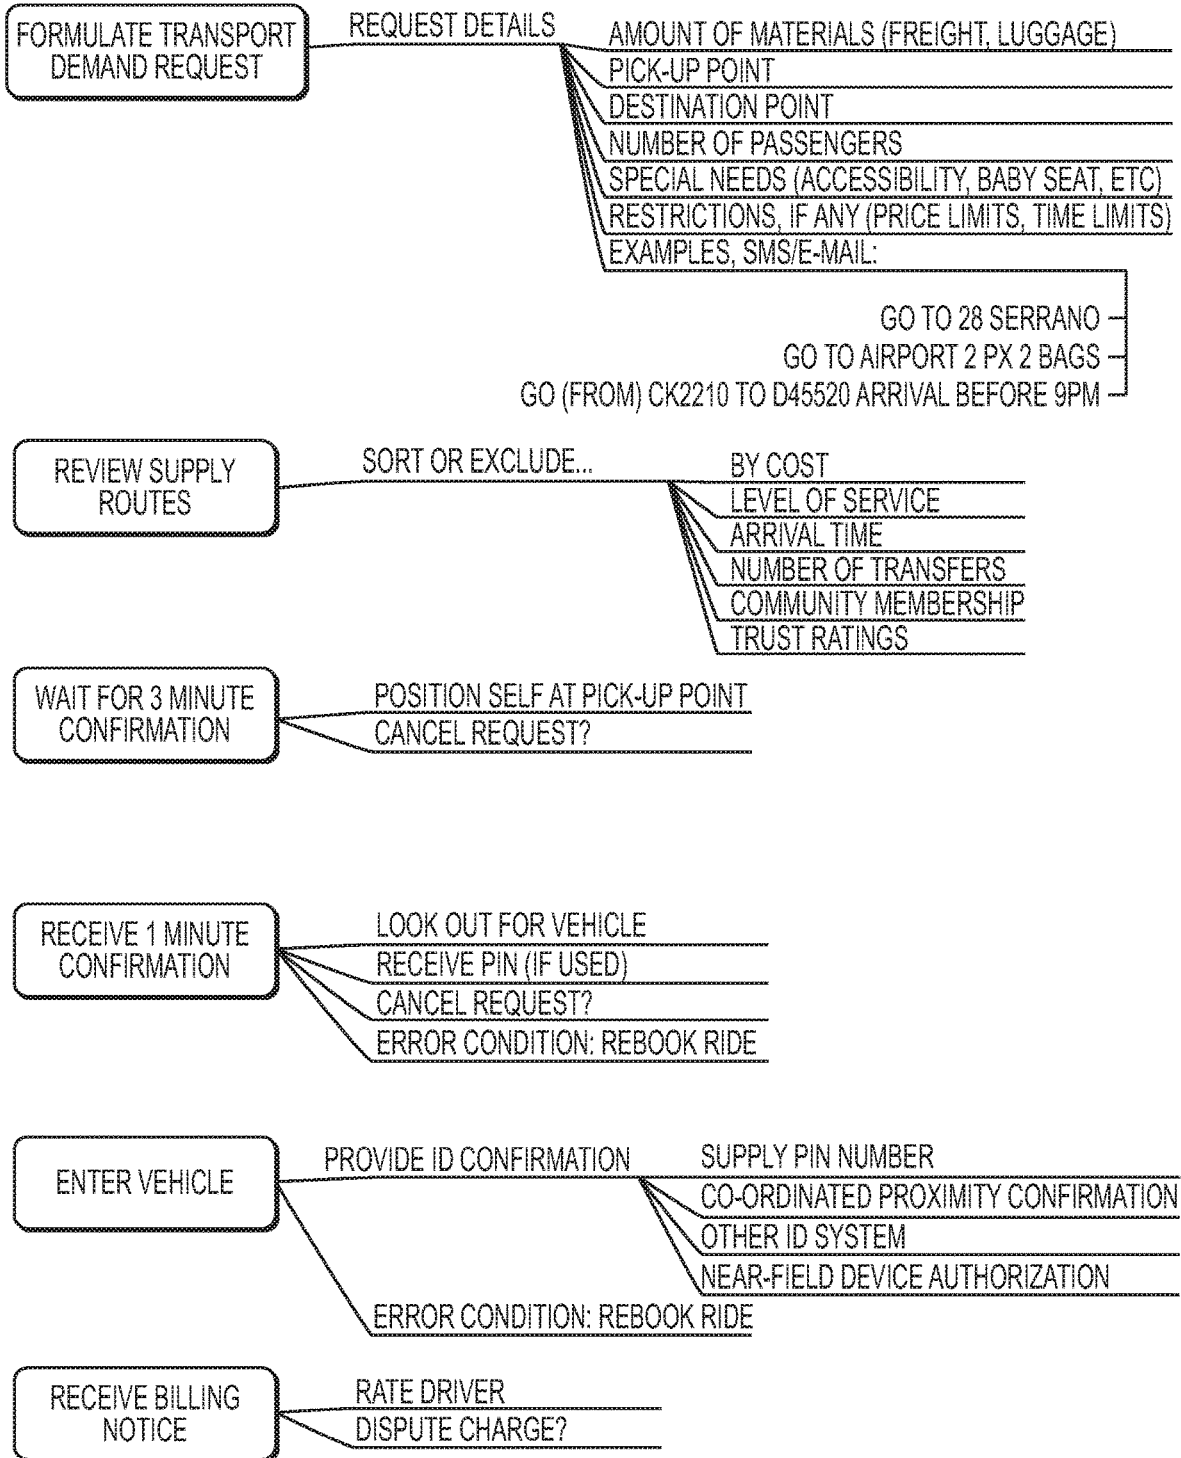 FORMULATE TRANSPORT
DEMAND REQUEST
REQUEST DETAILS
AMOUNT OF MATERIALS (FREIGHT, LUGGAGE)
PICK-UP POINT
DESTINATION POINT
NUMBER OF PASSENGERS
SPECIAL NEEDS (ACCESSIBILITY, BABY SEAT, ETC)
RESTRICTIONS, IF ANY (PRICE LIMITS, TIME LIMITS)
EXAMPLES, SMS/E-MAIL:
GO TO 28 SERRANO
GO TO AIRPORT 2 PX 2 BAGS
GO (FROM) CK2210 TO D45520 ARRIVAL BEFORE 9PM
REVIEW SUPPLY
ROUTES
SORT OR EXCLUDE...
BY COST
LEVEL OF SERVICE
ARRIVAL TIME
NUMBER OF TRANSFERS
COMMUNITY MEMBERSHIP
TRUST RATINGS
WAIT FOR 3 MINUTE
CONFIRMATION
POSITION SELF AT PICK-UP POINT
CANCEL REQUEST?
RECEIVE 1 MINUTE
CONFIRMATION
LOOK OUT FOR VEHICLE
RECEIVE PIN (IF USED)
CANCEL REQUEST?
ERROR CONDITION: REBOOK RIDE
ENTER VEHICLE
PROVIDE ID CONFIRMATION
SUPPLY PIN NUMBER
CO-ORDINATED PROXIMITY CONFIRMATION
OTHER ID SYSTEM
NEAR-FIELD DEVICE AUTHORIZATION
ERROR CONDITION: REBOOK RIDE
RECEIVE BILLING
NOTICE
RATE DRIVER
DISPUTE CHARGE?